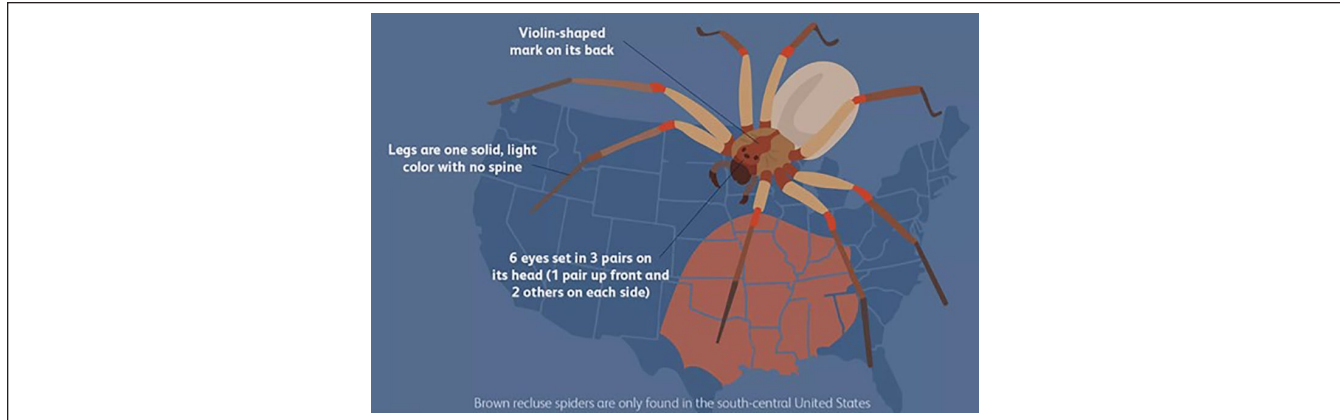 Violin-shaped
mark on its back
Legs are one solid, light
color with no spine
6 eyes set in 3 pairs on
its head (1 pair up front and
2 others on each side)
Brown recluse spiders are only found in the south-central United States